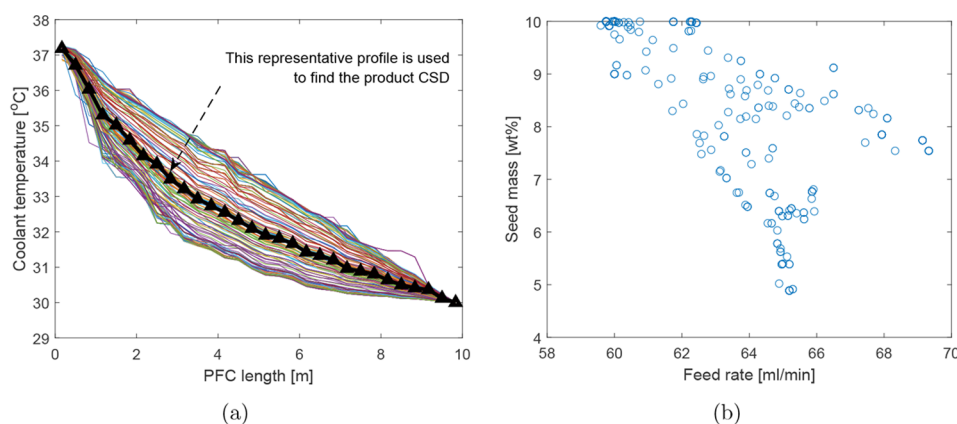 38
37
36
35
34
33
32
31
30
29
Coolant temperature [°C]
This representative profile is used
to find the product CSD
0 2 4 6 8 10
PFC length [m]
(a)
10
9
8
7
6
5
4
Seed mass [wt%]
58 60 62 64 66 68 70
Feed rate [ml/min]
(b)